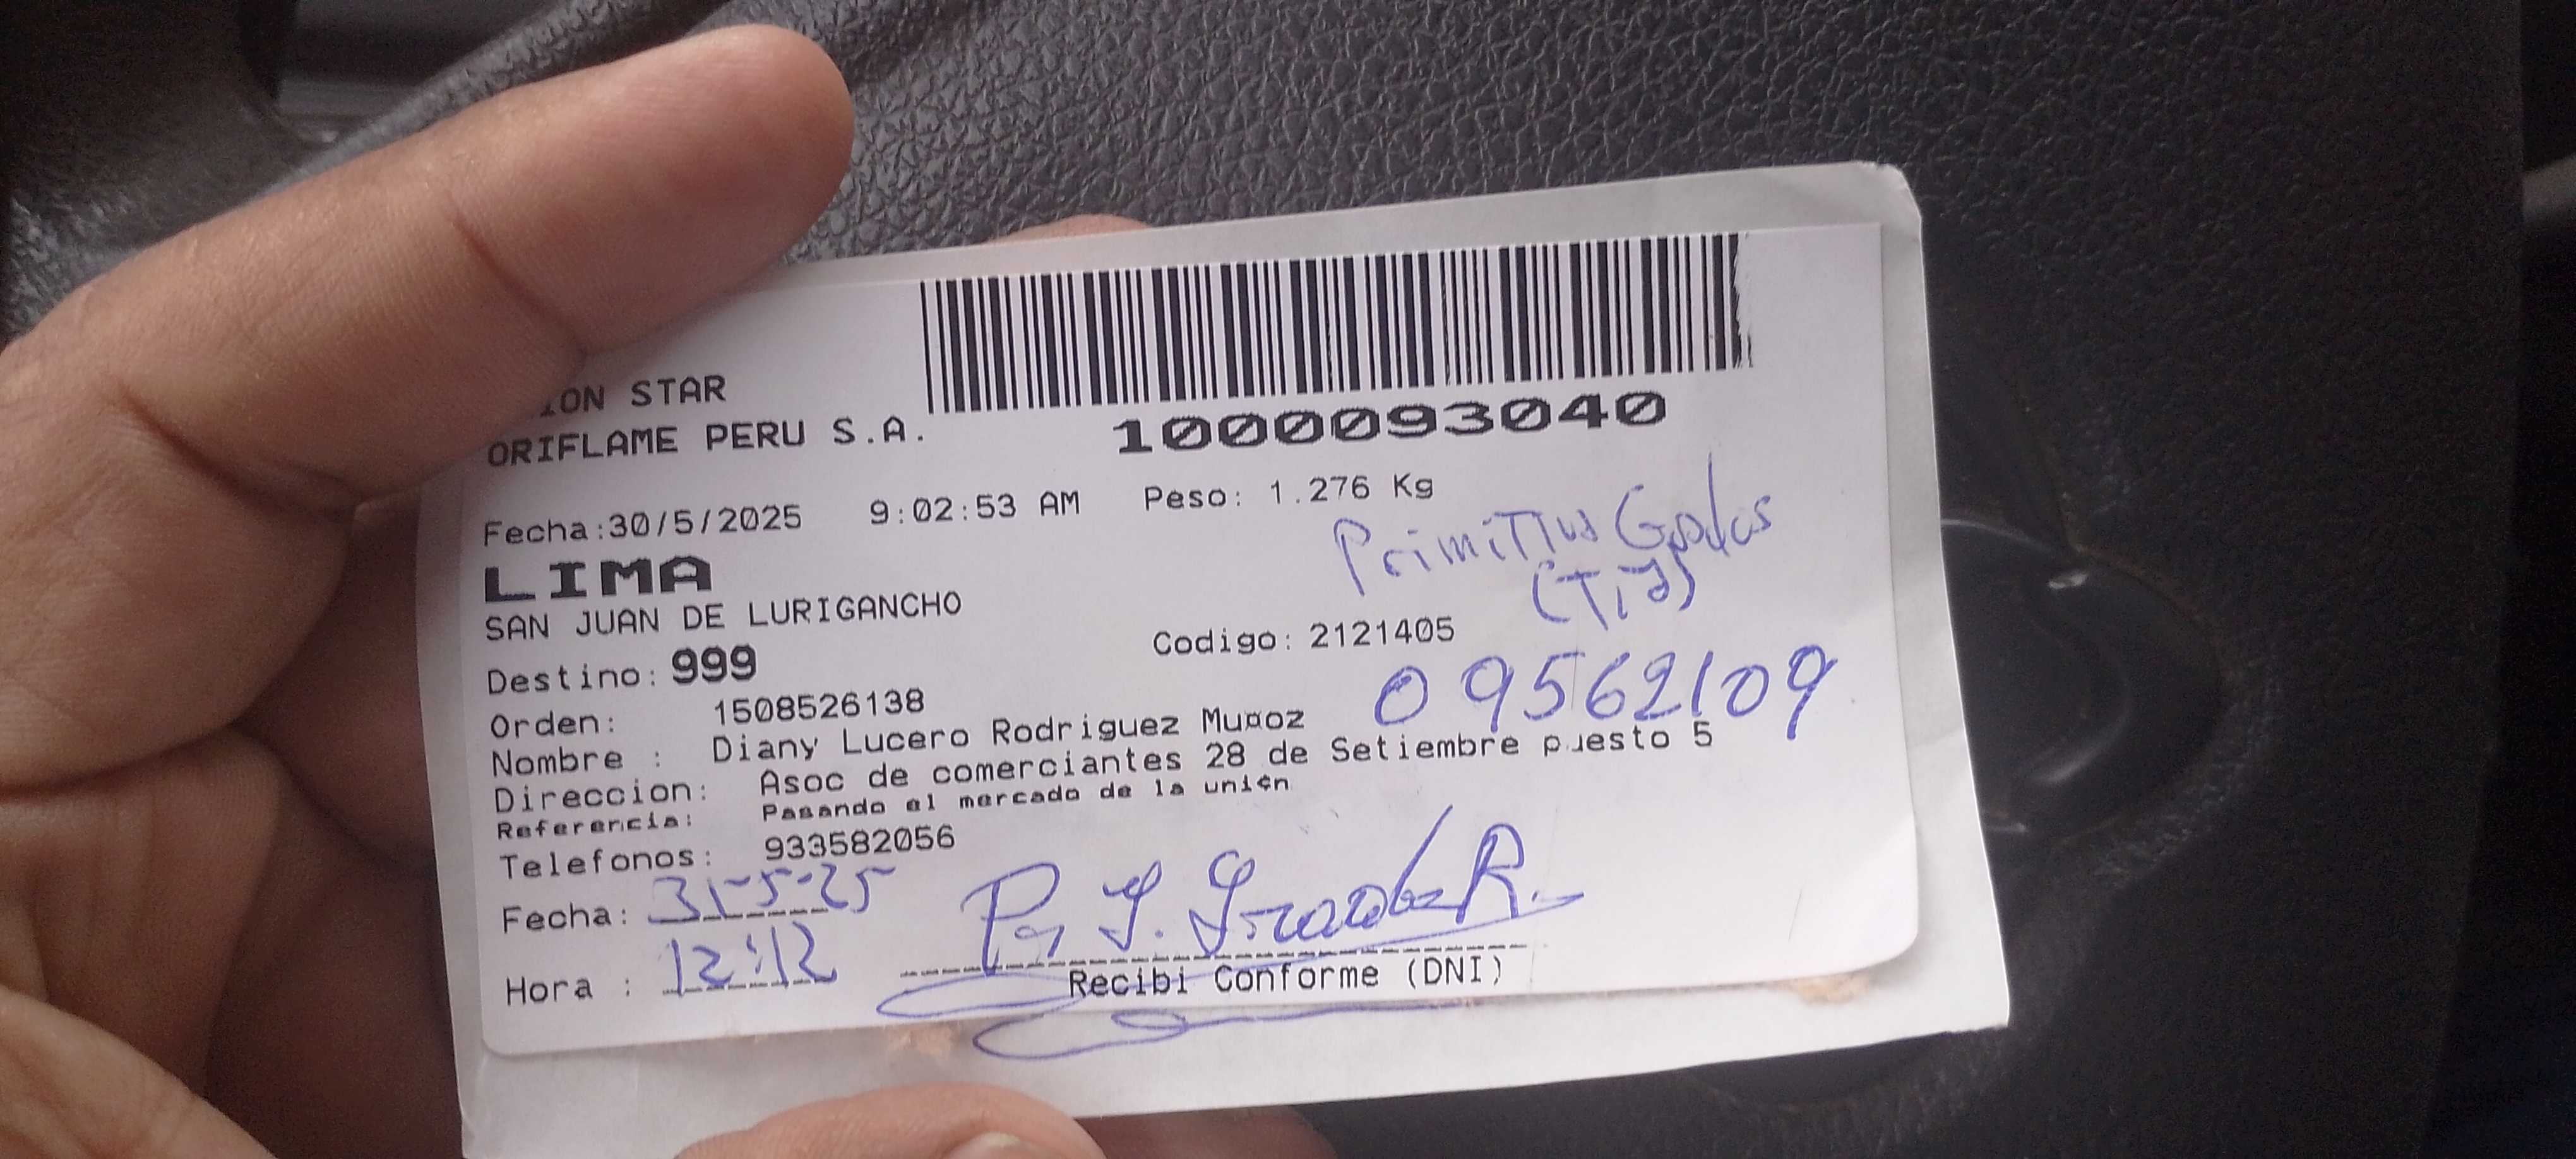 ION STAR
ORIFLAME PERU S.A.
1000093040
Fecha:30/5/2025 9:02:53 AM Peso: 1.276 Kg
LIMA
SAN JUAN DE LURIGANCHO
Codigo: 2121405
Destino: 999
09562109
Orden: 1508526138
Nombre : Diany Lucero Rodriguez Mu¤oz
Direccion: Asoc de comerciantes 28 de Setiembre puesto 5
Referencia: Pasando el mercado de la uni¢n
Telefonos: 933582056
Fecha: 31-5-25
Hora : 12:12
Recibi Conforme (DNI)